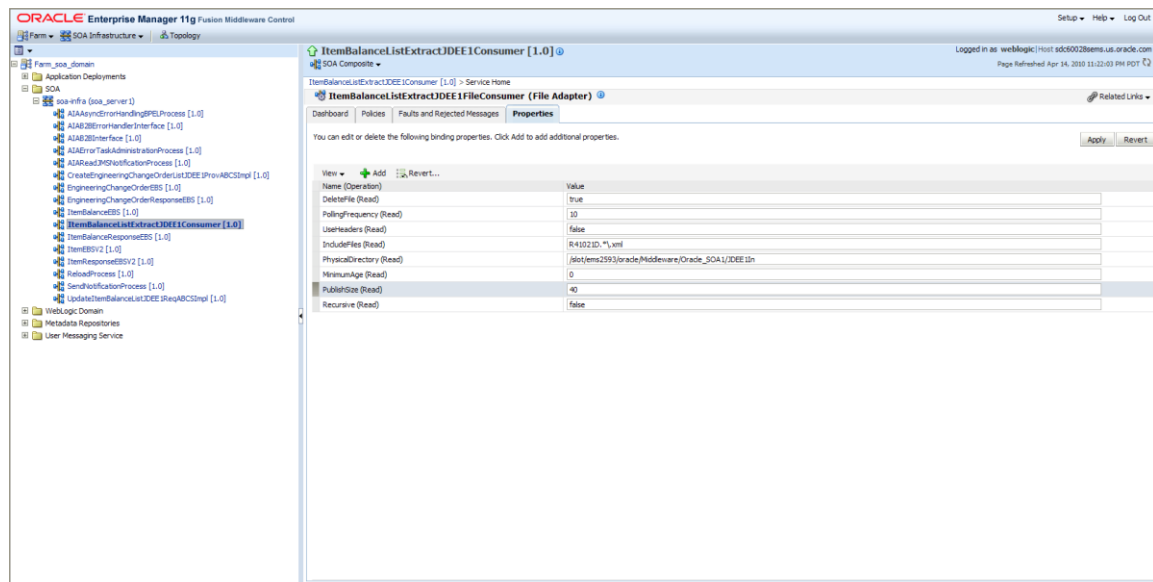 ORACLE Enterprise Manager 11g Fusion Middleware Control
Setup Help Log Out
Farm SOA Infrastructure Topology
Farm_soa_domain
Application Deployments
SOA
soa-infra (soa_server1)
AIAAsyncErrorHandlingBPELProcess [1.0]
AIAB2BErrorHandlerInterface [1.0]
AIAB2BInterface [1.0]
AIAErrorTaskAdministrationProcess [1.0]
AIAReadJMSNotificationProcess [1.0]
CreateEngineeringChangeOrderListJDEE1ProvABCSImpl [1.0]
EngineeringChangeOrderEBS [1.0]
EngineeringChangeOrderResponseEBS [1.0]
ItemBalanceEBS [1.0]
ItemBalanceListExtractJDEE1Consumer [1.0]
ItemBalanceResponseEBS [1.0]
ItemEBSV2 [1.0]
ItemResponseEBSV2 [1.0]
ReloadProcess [1.0]
SendNotificationProcess [1.0]
UpdateItemBalanceListJDEE1ReqABCSImpl [1.0]
WebLogic Domain
Metadata Repositories
User Messaging Service
ItemBalanceListExtractJDEE1Consumer [1.0]
Logged in as weblogic|Host sdc60028sems.us.oracle.com
SOA Composite
Page Refreshed Apr 14, 2010 11:22:03 PM PDT
ItemBalanceListExtractJDEE1Consumer [1.0] > Service Home
ItemBalanceListExtractJDEE1FileConsumer (File Adapter)
Related Links
Dashboard Policies Faults and Rejected Messages Properties
You can edit or delete the following binding properties. Click Add to add additional properties.
Apply Revert
View Add Revert...
Name (Operation) Value
DeleteFile (Read) true
PollingFrequency (Read) 10
UseHeaders (Read) false
IncludeFiles (Read) R41021D.*\.xml
PhysicalDirectory (Read) /slot/ems2593/oracle/Middleware/Oracle_SOA1/JDEE1In
MinimumAge (Read) 0
PublishSize (Read) 40
Recursive (Read) false